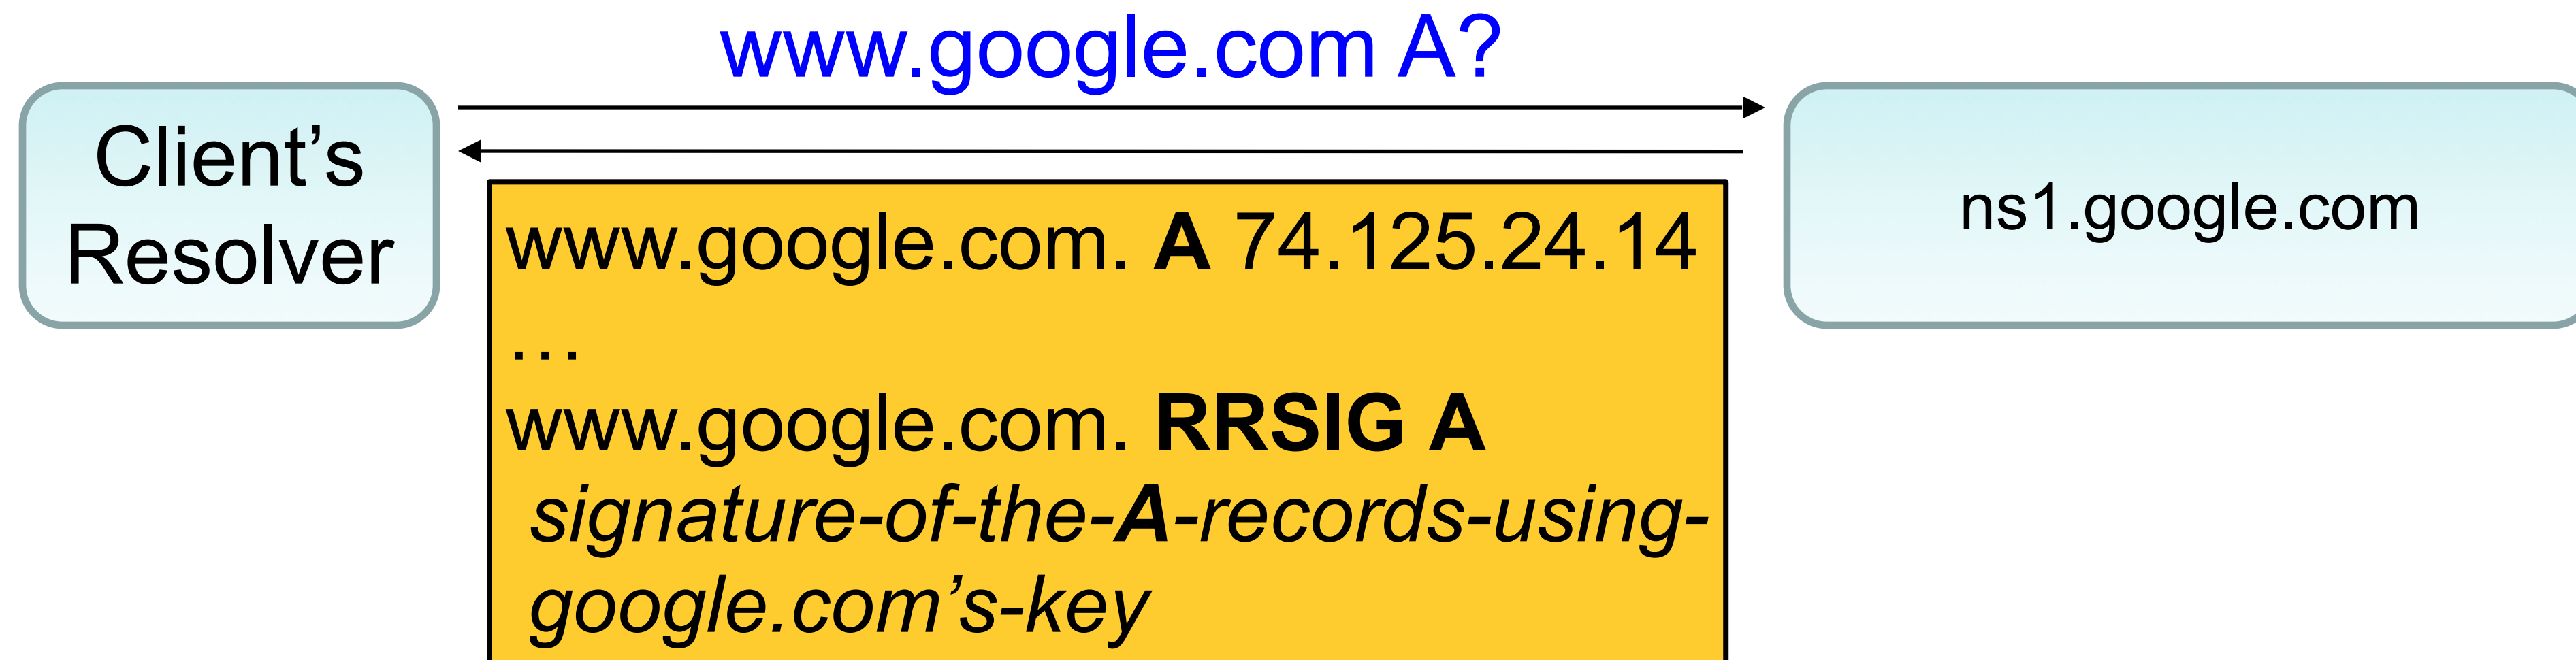 www.google.com A?
Client’s
Resolver
www.google.com. A 74.125.24.14
…
www.google.com. RRSIG A
signature-of-the-A-records-using-
google.com’s-key
ns1.google.com